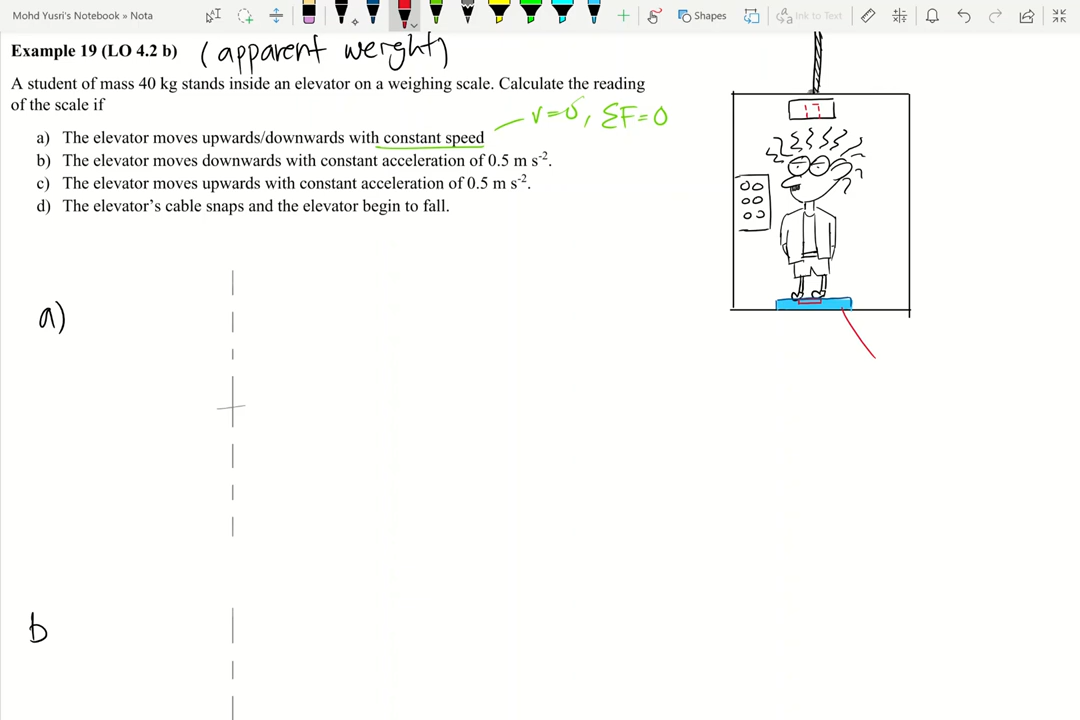 Mohd Yusri's Notebook » Nota
Shapes
Ink to Text
Example 19 (LO 4.2 b) (apparent weight)
A student of mass 40 kg stands inside an elevator on a weighing scale. Calculate the reading
of the scale if
v=0, ΣF=0
a) The elevator moves upwards/downwards with constant speed
b) The elevator moves downwards with constant acceleration of 0.5 m s⁻².
c) The elevator moves upwards with constant acceleration of 0.5 m s⁻².
d) The elevator's cable snaps and the elevator begin to fall.
17
a)
b